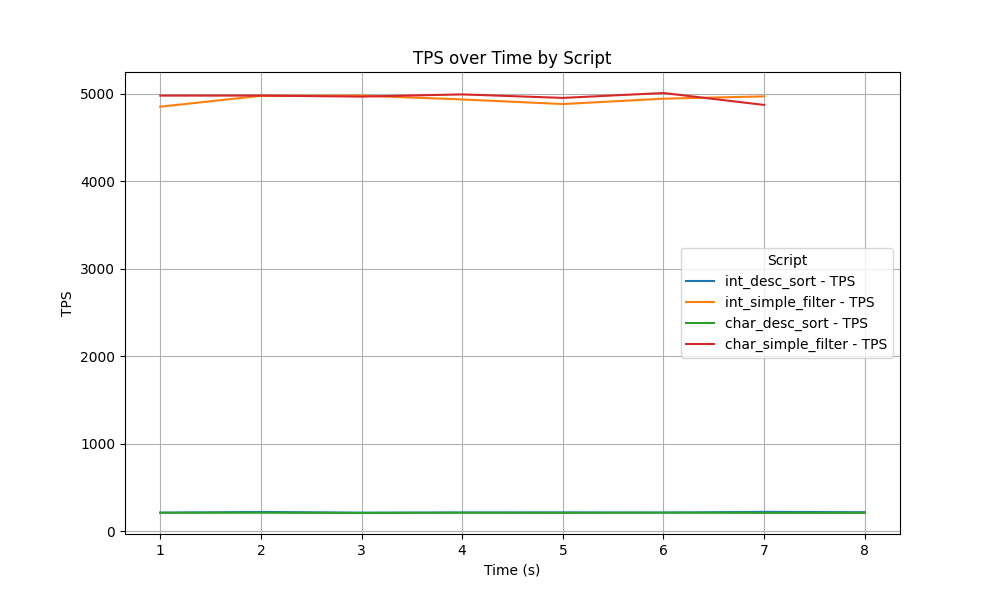 TPS over Time by Script
TPS
5000
4000
3000
2000
1000
0
Script
int_desc_sort - TPS
int_simple_filter - TPS
char_desc_sort - TPS
char_simple_filter - TPS
1 2 3 4 5 6 7 8
Time (s)